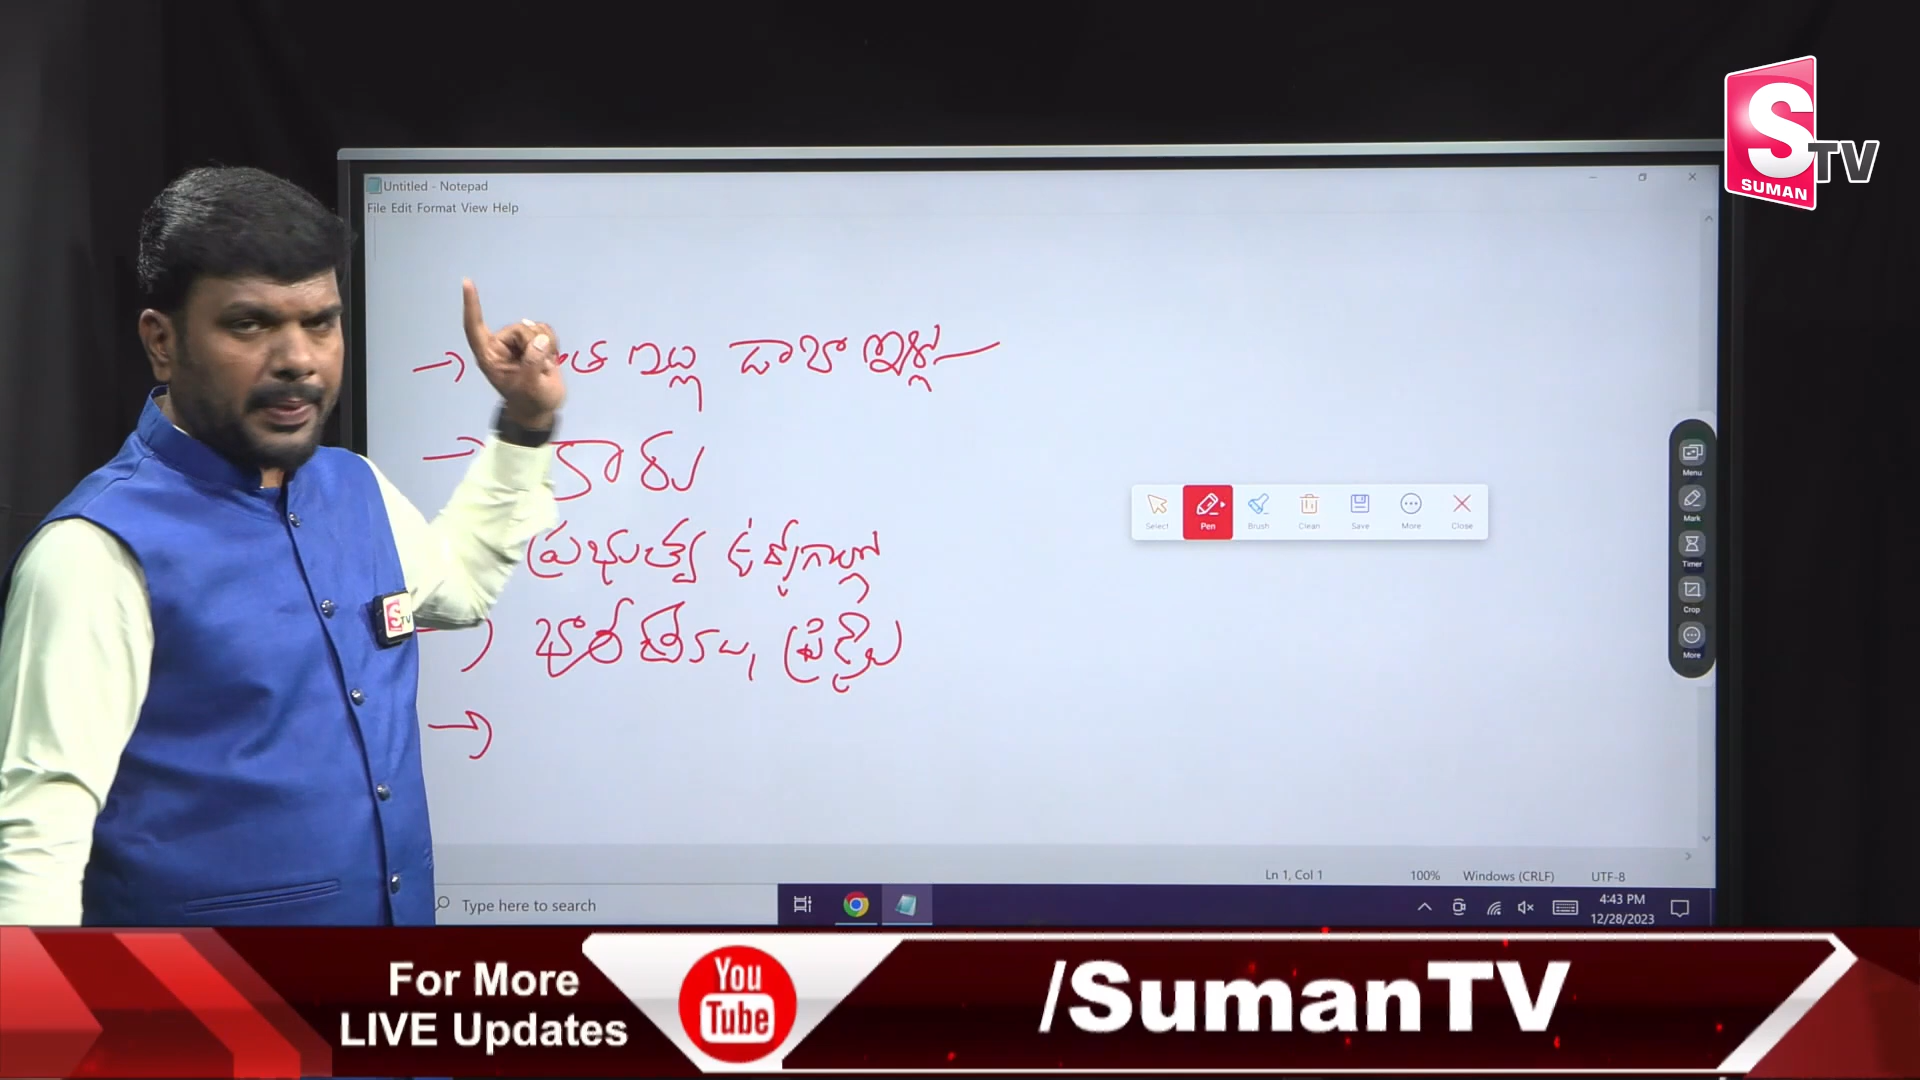 S
TV
SUMAN
Untitled - Notepad
File Edit Format View Help
డాబా ఇళ్లు
కారు
ప్రభుత్వ ఉద్యోగాల్లో
Select Pen Brush Clean Save More Close
Menu
Mark
Timer
Crop
More
S TV
Ln 1, Col 1 100% Windows (CRLF) UTF-8
Type here to search
4:43 PM
12/28/2023
For More
LIVE Updates
You
Tube
/SumanTV